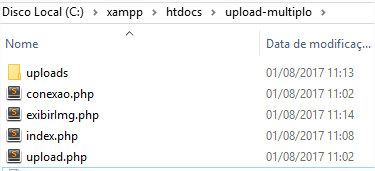 Disco Local (C:) > xampp > htdocs > upload-multiplo >
Nome Data de modificaç...
uploads 01/08/2017 11:13
conexao.php 01/08/2017 11:02
exibirImg.php 01/08/2017 11:14
index.php 01/08/2017 11:08
upload.php 01/08/2017 11:02